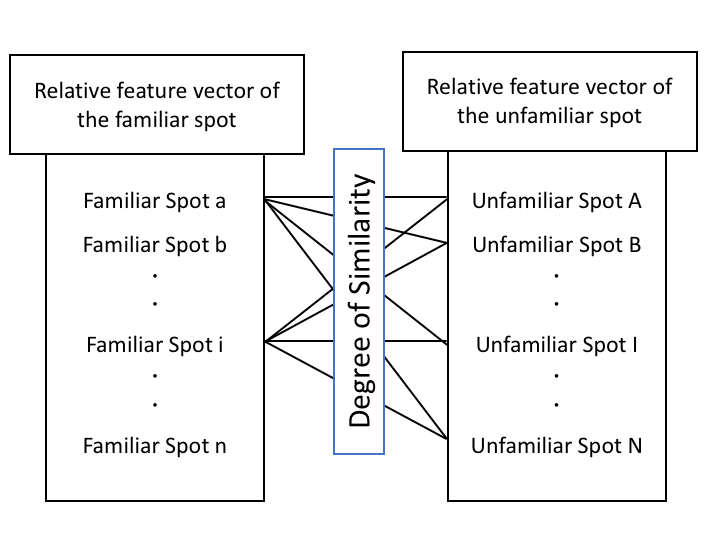 Relative feature vector of
the familiar spot
Familiar Spot a
Familiar Spot b
.
.
Familiar Spot i
.
.
Familiar Spot n
Degree of Similarity
Relative feature vector of
the unfamiliar spot
Unfamiliar Spot A
Unfamiliar Spot B
.
.
Unfamiliar Spot I
.
.
Unfamiliar Spot N